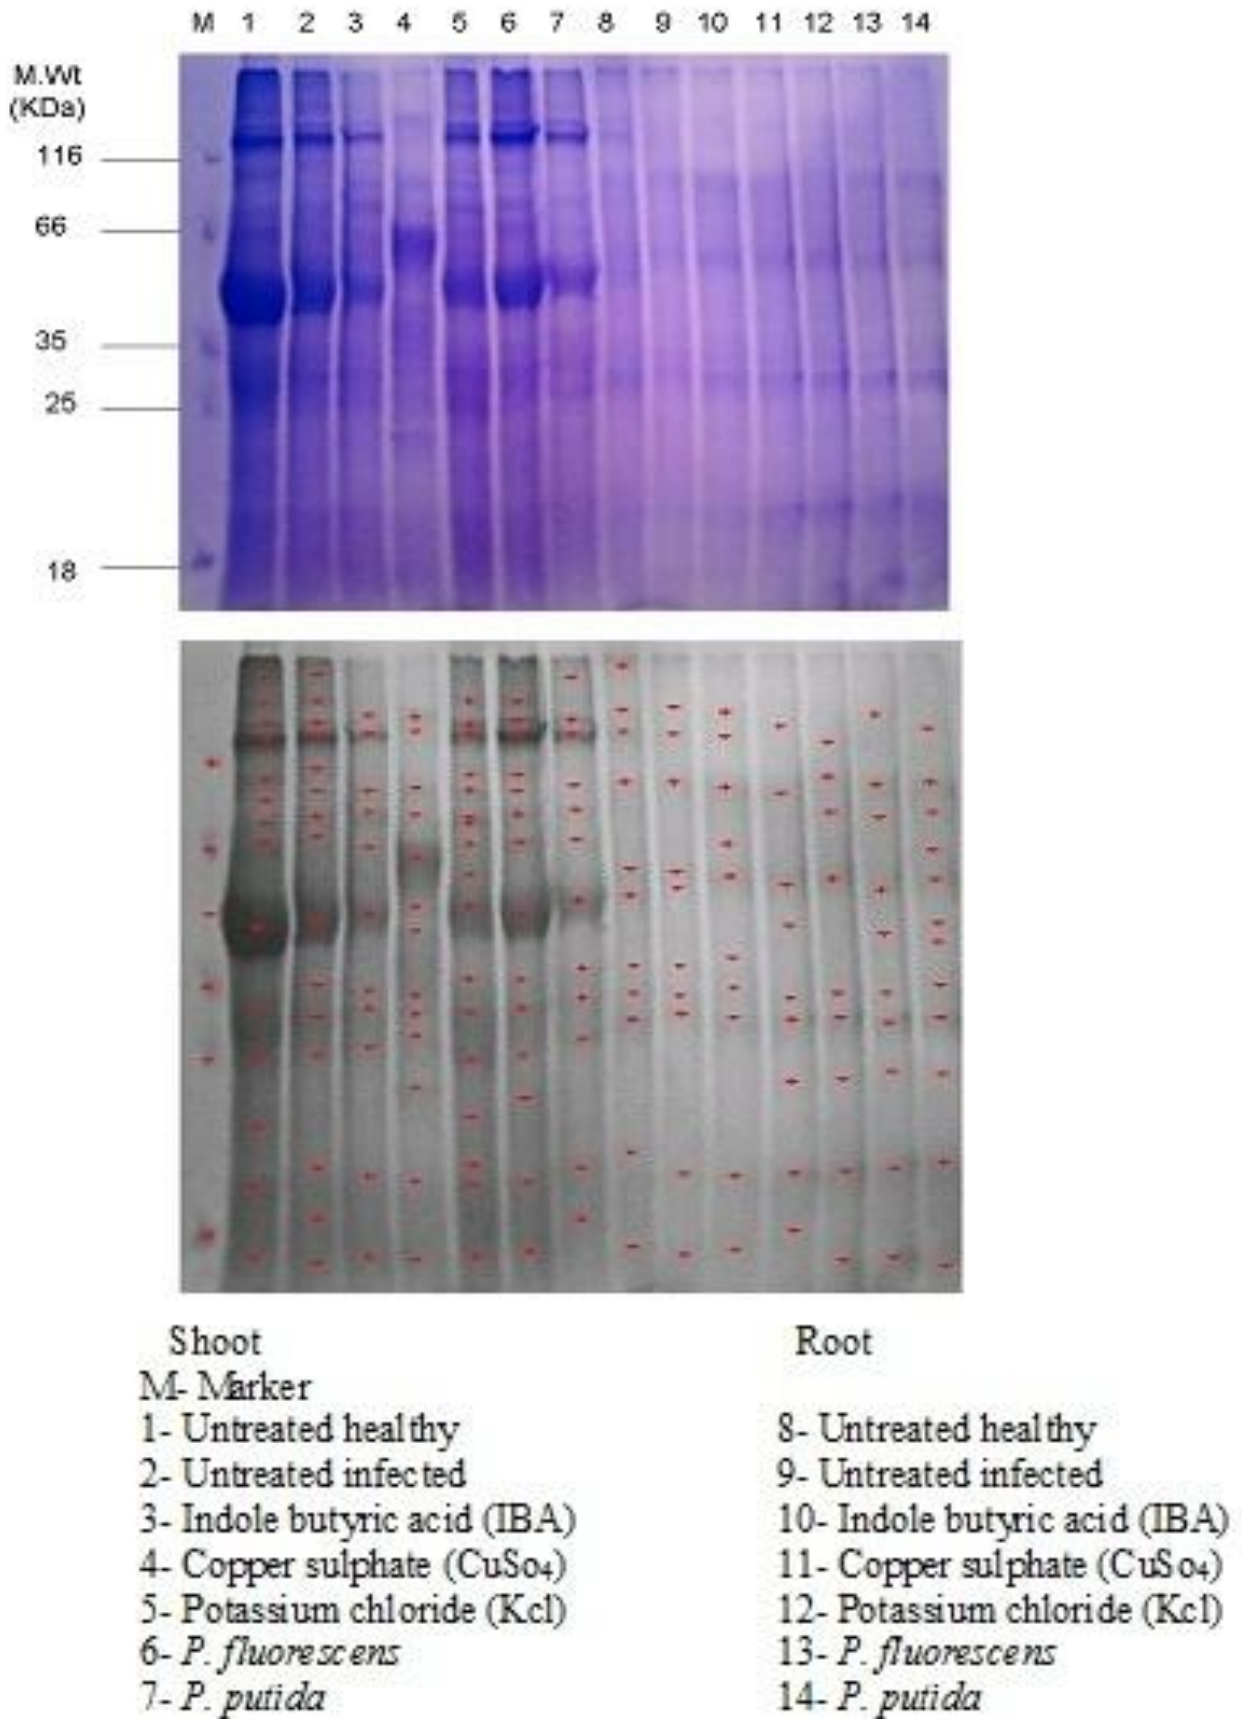 M 1 2 3 4 5 6 7 8 9 10 11 12 13 14
M.Wt
(KDa)
116
66
35
25
18
Shoot Root
M- Marker
1- Untreated healthy 8- Untreated healthy
2- Untreated infected 9- Untreated infected
3- Indole butyric acid (IBA) 10- Indole butyric acid (IBA)
4- Copper sulphate (CuSo₄) 11- Copper sulphate (CuSo₄)
5- Potassium chloride (Kcl) 12- Potassium chloride (Kcl)
6- P. fluorescens 13- P. fluorescens
7- P. putida 14- P. putida